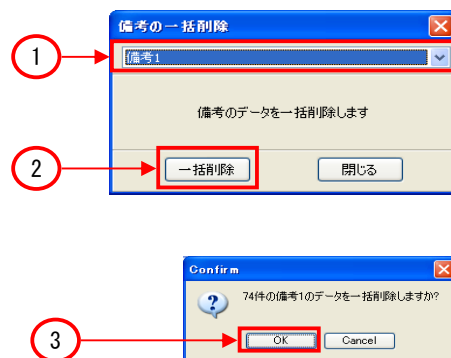 備考の一括削除
1
備考1
備考のデータを一括削除します
2
一括削除
閉じる
Confirm
74件の備考1のデータを一括削除しますか?
3
OK
Cancel